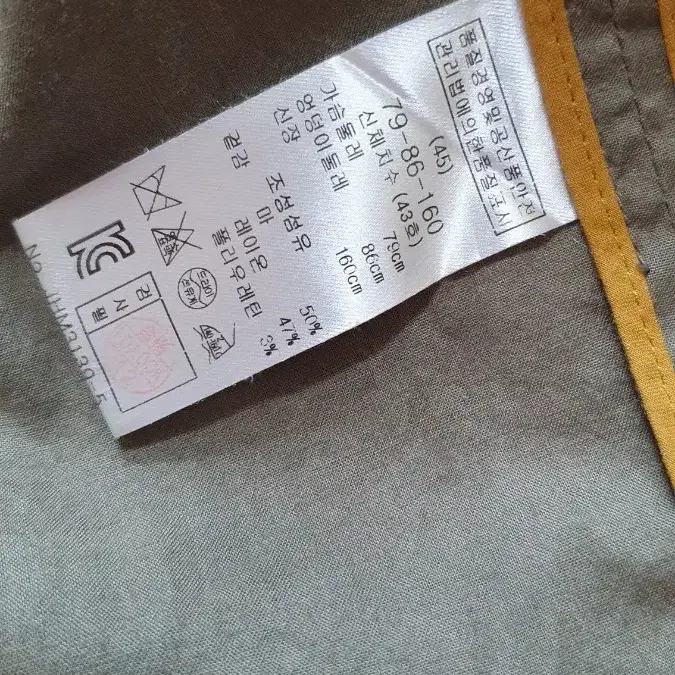 품질경영및공산품안전
관리법에의한품질표시
(45)
79-86-160
신체치수 (43호)
가슴둘레 79cm
엉덩이둘레 86cm
신장 160cm
조성섬유
겉감 마 50%
레이온 47%
폴리우레탄 3%
드라이
검사필